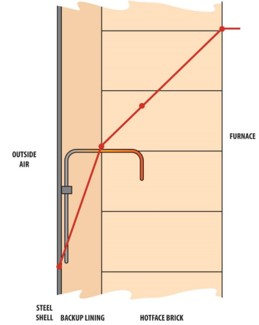 FURNACE
OUTSIDE
AIR
STEEL
SHELL BACKUP LINING HOTFACE BRICK